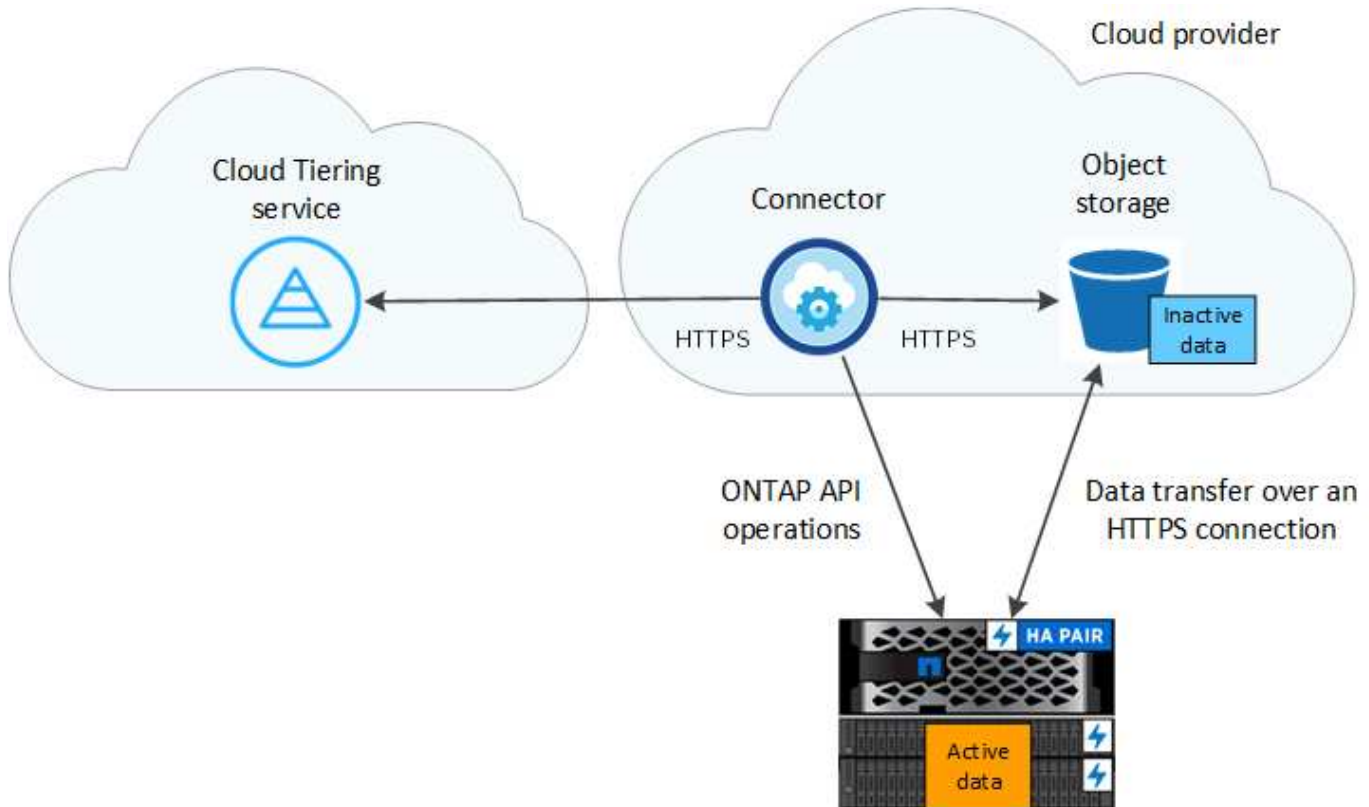 Cloud provider
Cloud Tiering
service
Connector
Object
storage
HTTPS
HTTPS
Inactive
data
ONTAP API
operations
Data transfer over an
HTTPS connection
HA PAIR
Active
data